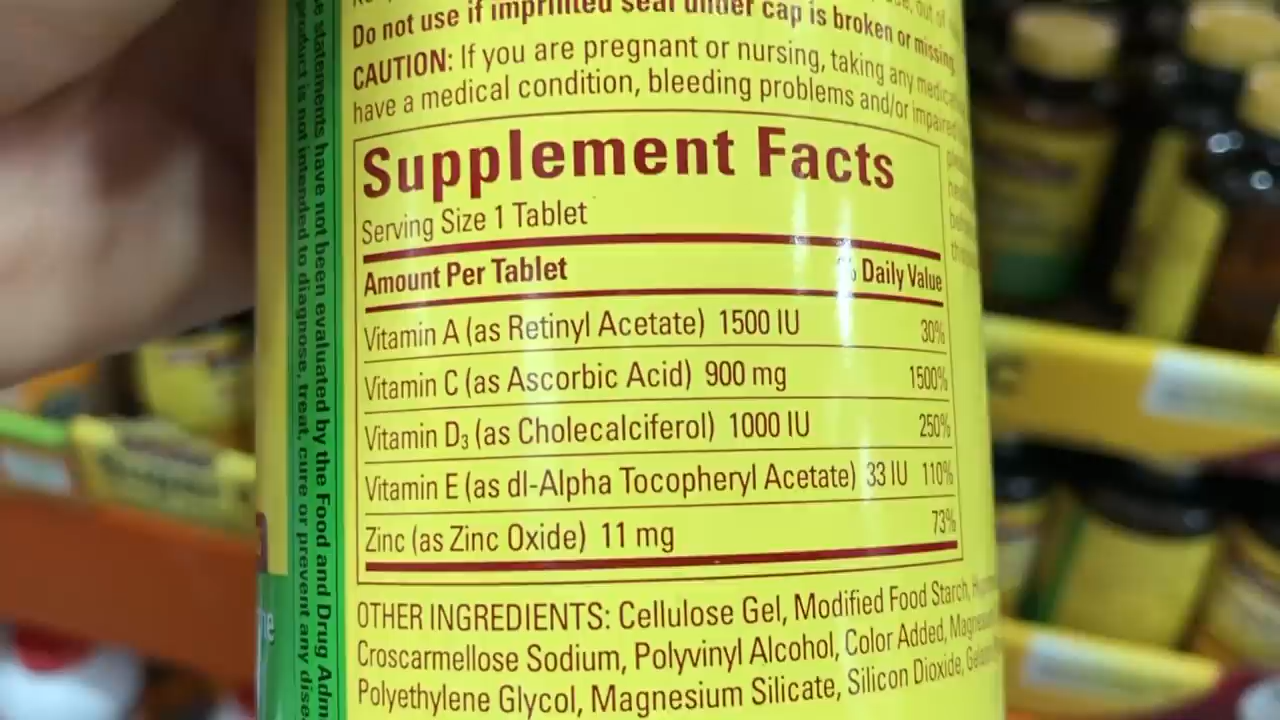 Do not use if imprinted seal under cap is broken or missing.
CAUTION: If you are pregnant or nursing, taking any
have a medical condition, bleeding problems and/or
Supplement Facts
Serving Size 1 Tablet
Amount Per Tablet % Daily Value
Vitamin A (as Retinyl Acetate) 1500 IU 30%
Vitamin C (as Ascorbic Acid) 900 mg 1500%
Vitamin D₃ (as Cholecalciferol) 1000 IU 250%
Vitamin E (as dl-Alpha Tocopheryl Acetate) 33 IU 110%
Zinc (as Zinc Oxide) 11 mg 73%
OTHER INGREDIENTS: Cellulose Gel, Modified Food Starch,
Croscarmellose Sodium, Polyvinyl Alcohol, Color Added,
Polyethylene Glycol, Magnesium Silicate, Silicon Dioxide,
statements have not been evaluated by the Food and Drug
product is not intended to diagnose, treat, cure or prevent any